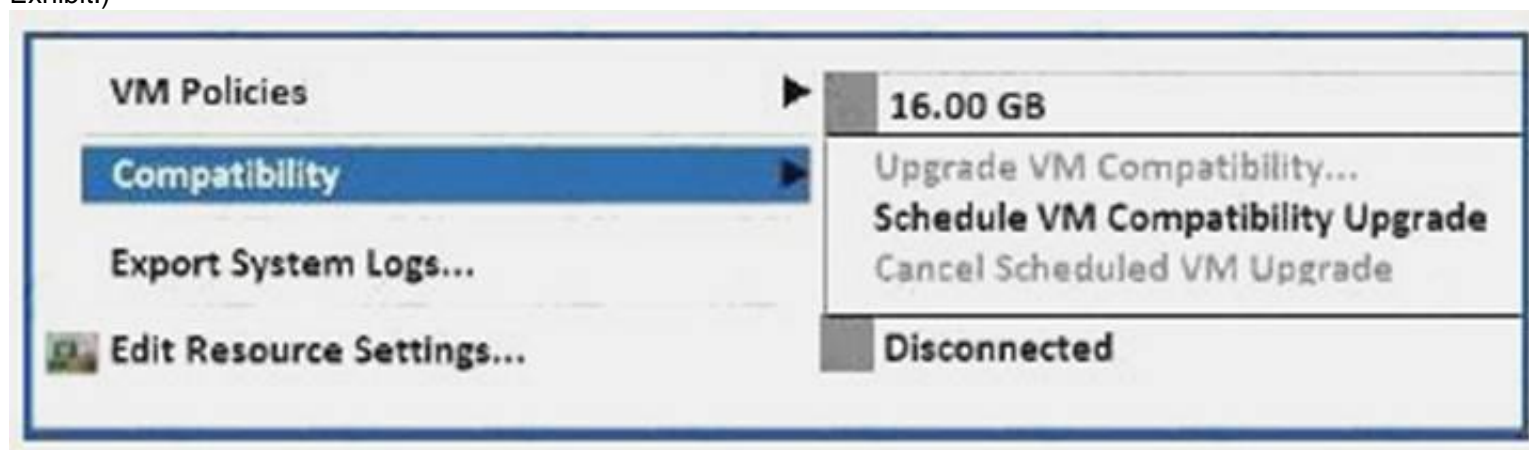 Exhibit.)
VM Policies
Compatibility
Export System Logs...
Edit Resource Settings...
16.00 GB
Upgrade VM Compatibility...
Schedule VM Compatibility Upgrade
Cancel Scheduled VM Upgrade
Disconnected